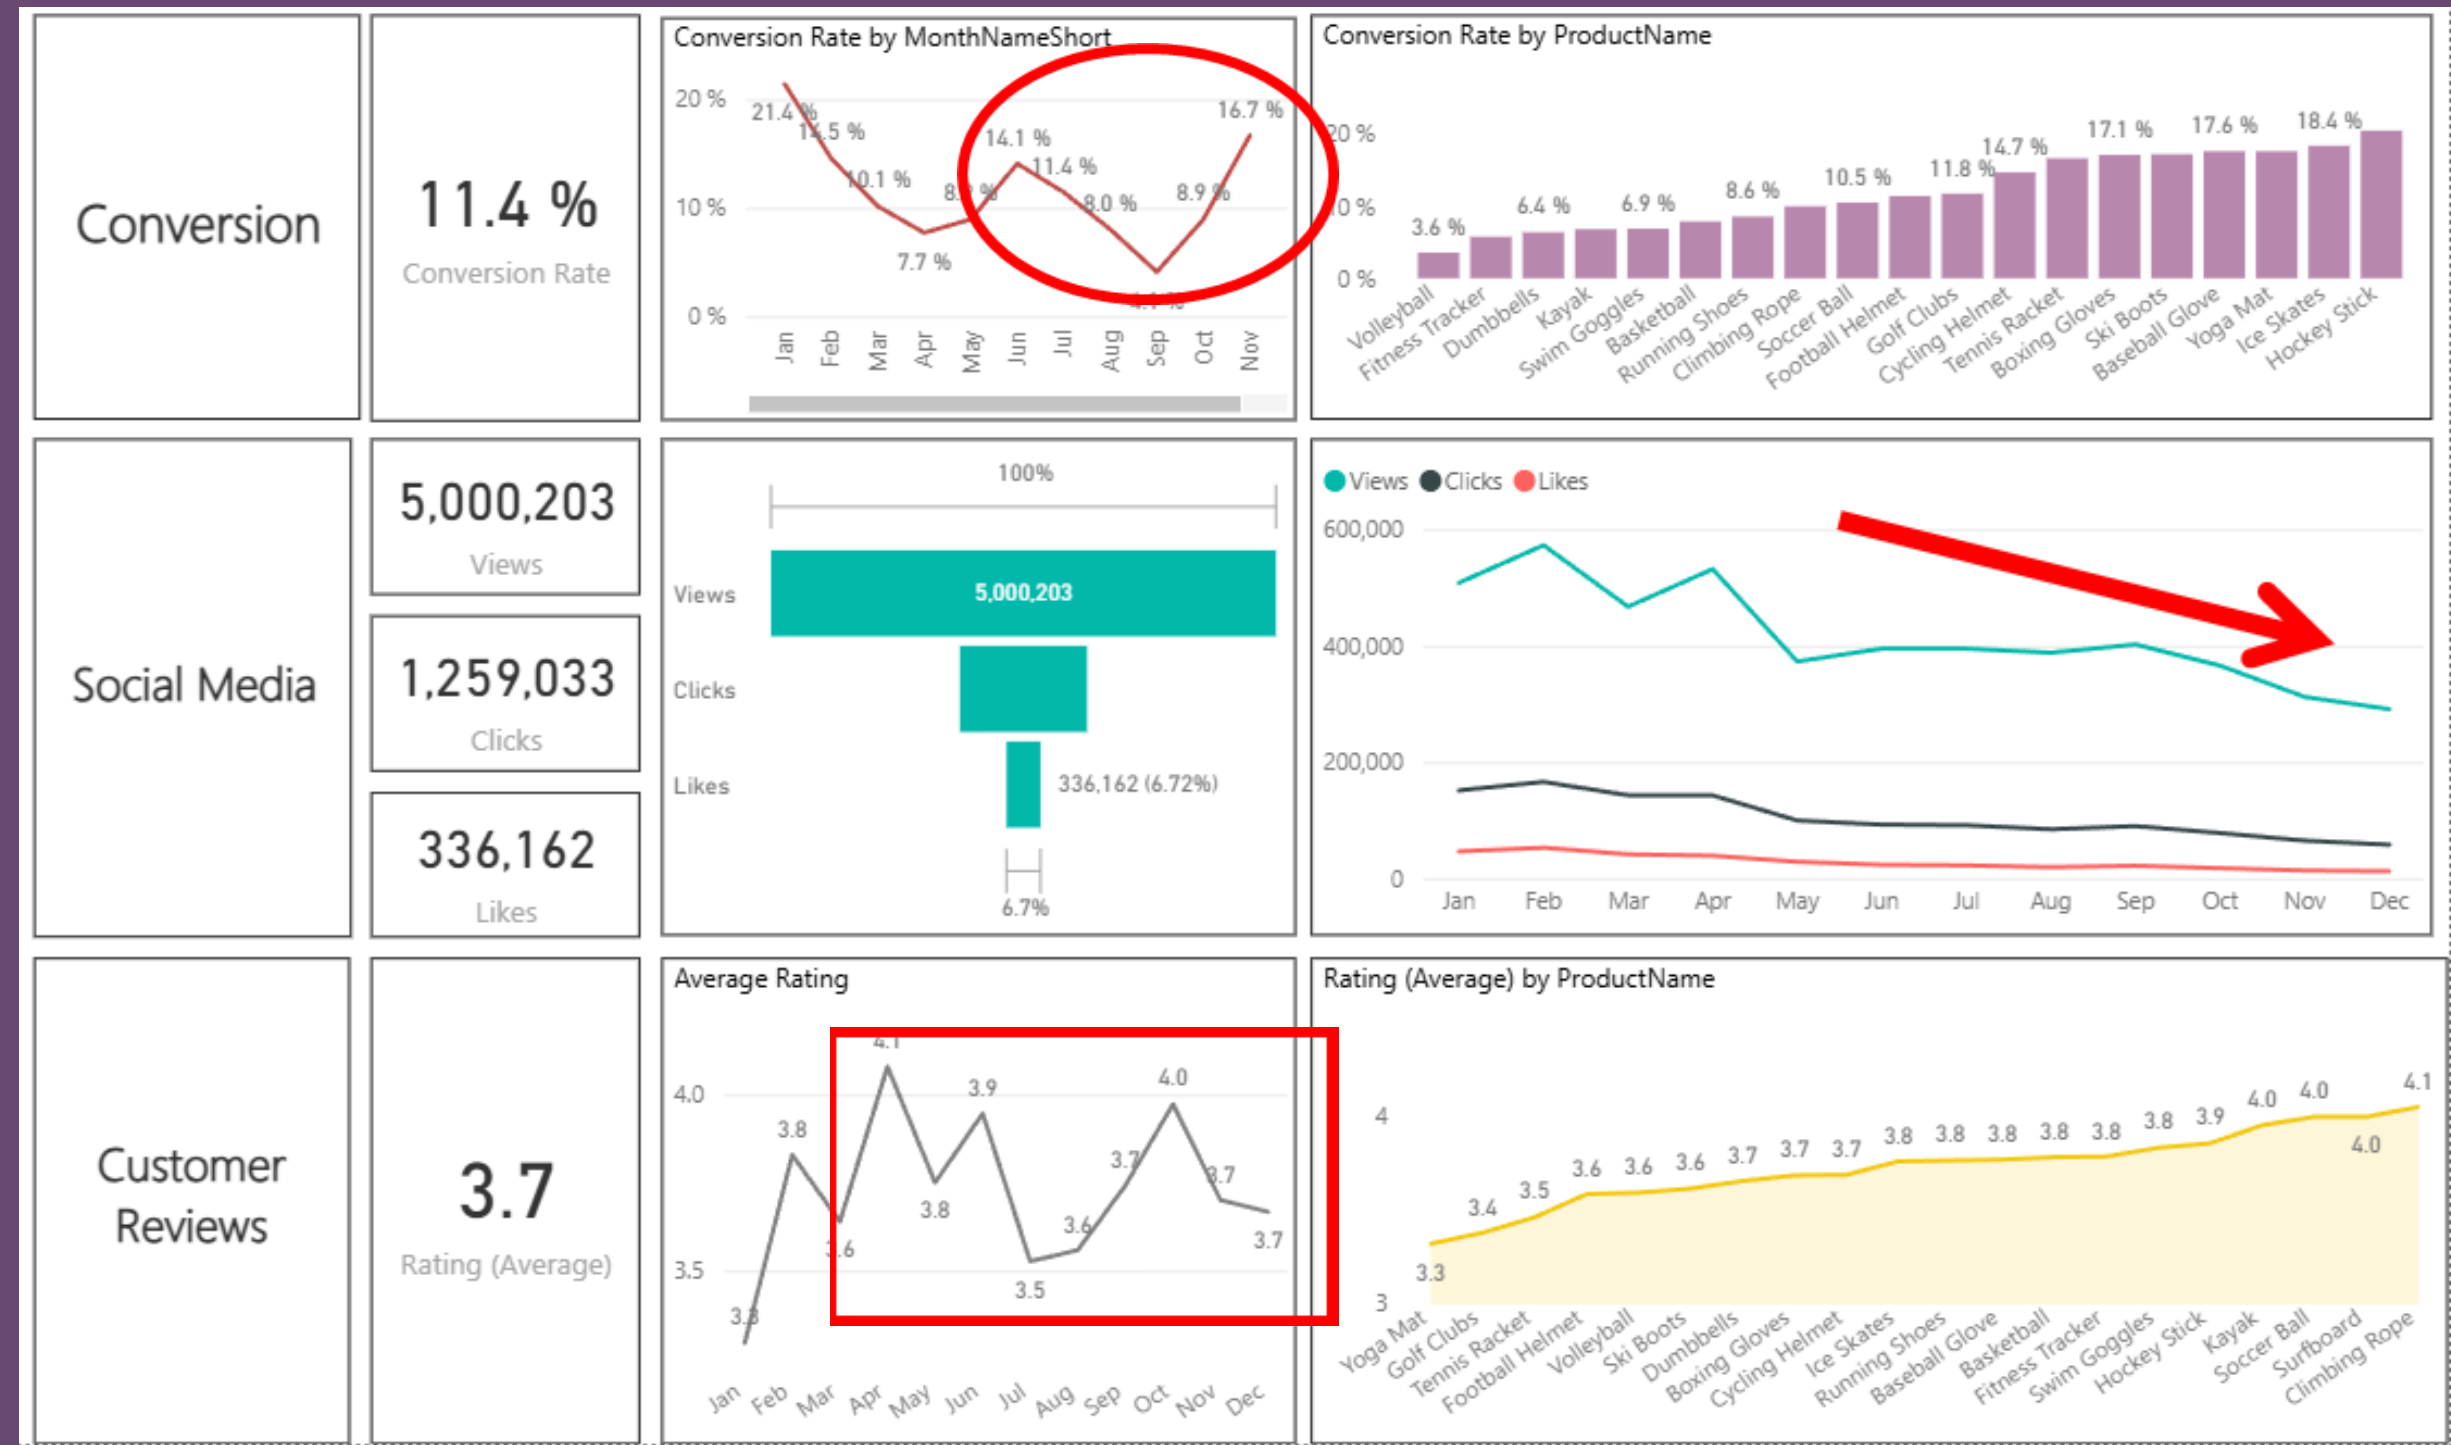 Conversion
11.4 %
Conversion Rate
Conversion Rate by MonthNameShort
20 %
10 %
0 %
21.4 %
14.5 %
10.1 %
7.7 %
14.1 %
11.4 %
8.0 %
8.9 %
16.7 %
Jan
Feb
Mar
Apr
May
Jun
Jul
Aug
Sep
Oct
Nov
Conversion Rate by ProductName
20 %
10 %
0 %
3.6 %
6.4 %
6.9 %
8.6 %
10.5 %
11.8 %
14.7 %
17.1 %
17.6 %
18.4 %
Volleyball
Fitness Tracker
Dumbbells
Kayak
Swim Goggles
Basketball
Running Shoes
Climbing Rope
Soccer Ball
Football Helmet
Golf Clubs
Cycling Helmet
Tennis Racket
Boxing Gloves
Ski Boots
Baseball Glove
Yoga Mat
Ice Skates
Hockey Stick
Social Media
5,000,203
Views
1,259,033
Clicks
336,162
Likes
100%
Views
5,000,203
Clicks
Likes
336,162 (6.72%)
6.7%
Views Clicks Likes
600,000
400,000
200,000
0
Jan Feb Mar Apr May Jun Jul Aug Sep Oct Nov Dec
Customer
Reviews
3.7
Rating (Average)
Average Rating
4.0
3.5
3.3
3.8
3.6
4.1
3.8
3.9
3.5
3.6
3.7
4.0
3.7
3.7
Jan
Feb
Mar
Apr
May
Jun
Jul
Aug
Sep
Oct
Nov
Dec
Rating (Average) by ProductName
4
3
3.3
3.4
3.5
3.6
3.6
3.6
3.7
3.7
3.7
3.8
3.8
3.8
3.8
3.8
3.8
3.9
4.0
4.0
4.0
4.1
Yoga Mat
Golf Clubs
Tennis Racket
Football Helmet
Volleyball
Ski Boots
Dumbbells
Boxing Gloves
Cycling Helmet
Ice Skates
Running Shoes
Baseball Glove
Basketball
Fitness Tracker
Swim Goggles
Hockey Stick
Kayak
Soccer Ball
Surfboard
Climbing Rope